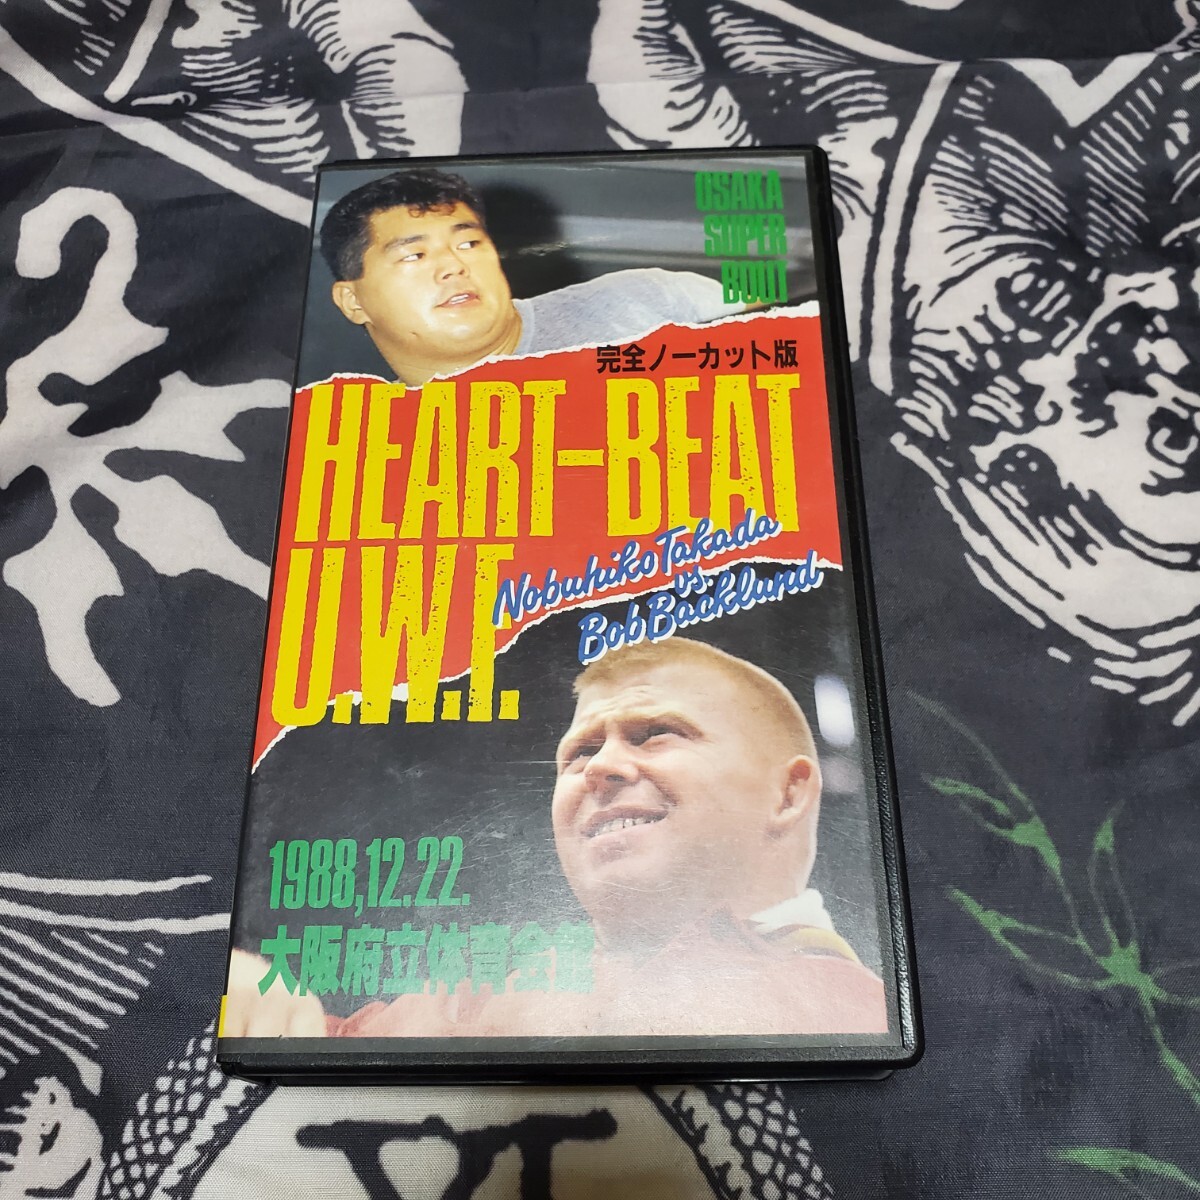 OSAKA
SUPER
BOUT
完全ノーカット版
HEART-BEAT
U.W.F.
Nobuhiko Takada
vs.
Bob Backlund
1988,12.22.
大阪府立体育会館